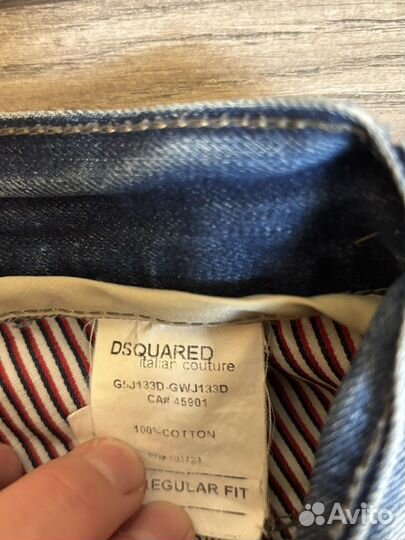 DSQUARED
italian couture
G5J133D-GWJ133D
CA# 45901
100%COTTON
REGULAR FIT
Avito